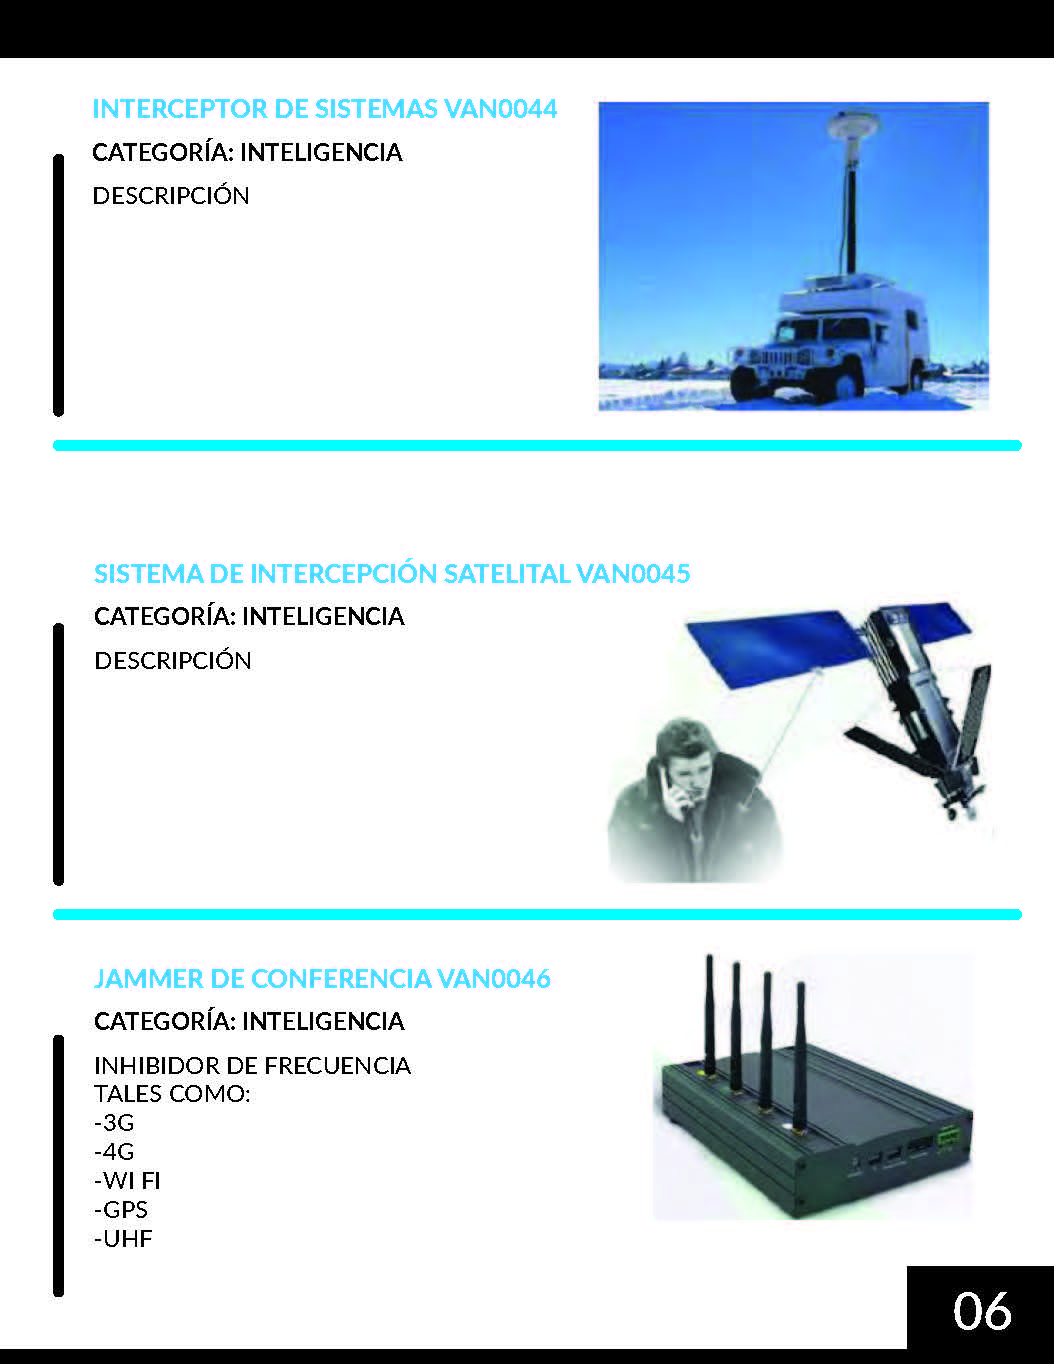 INTERCEPTOR DE SISTEMAS VAN0044
CATEGORÍA: INTELIGENCIA
DESCRIPCIÓN
SISTEMA DE INTERCEPCIÓN SATELITAL VAN0045
CATEGORÍA: INTELIGENCIA
DESCRIPCIÓN
JAMMER DE CONFERENCIA VAN0046
CATEGORÍA: INTELIGENCIA
INHIBIDOR DE FRECUENCIA
TALES COMO:
-3G
-4G
-WI FI
-GPS
-UHF
06